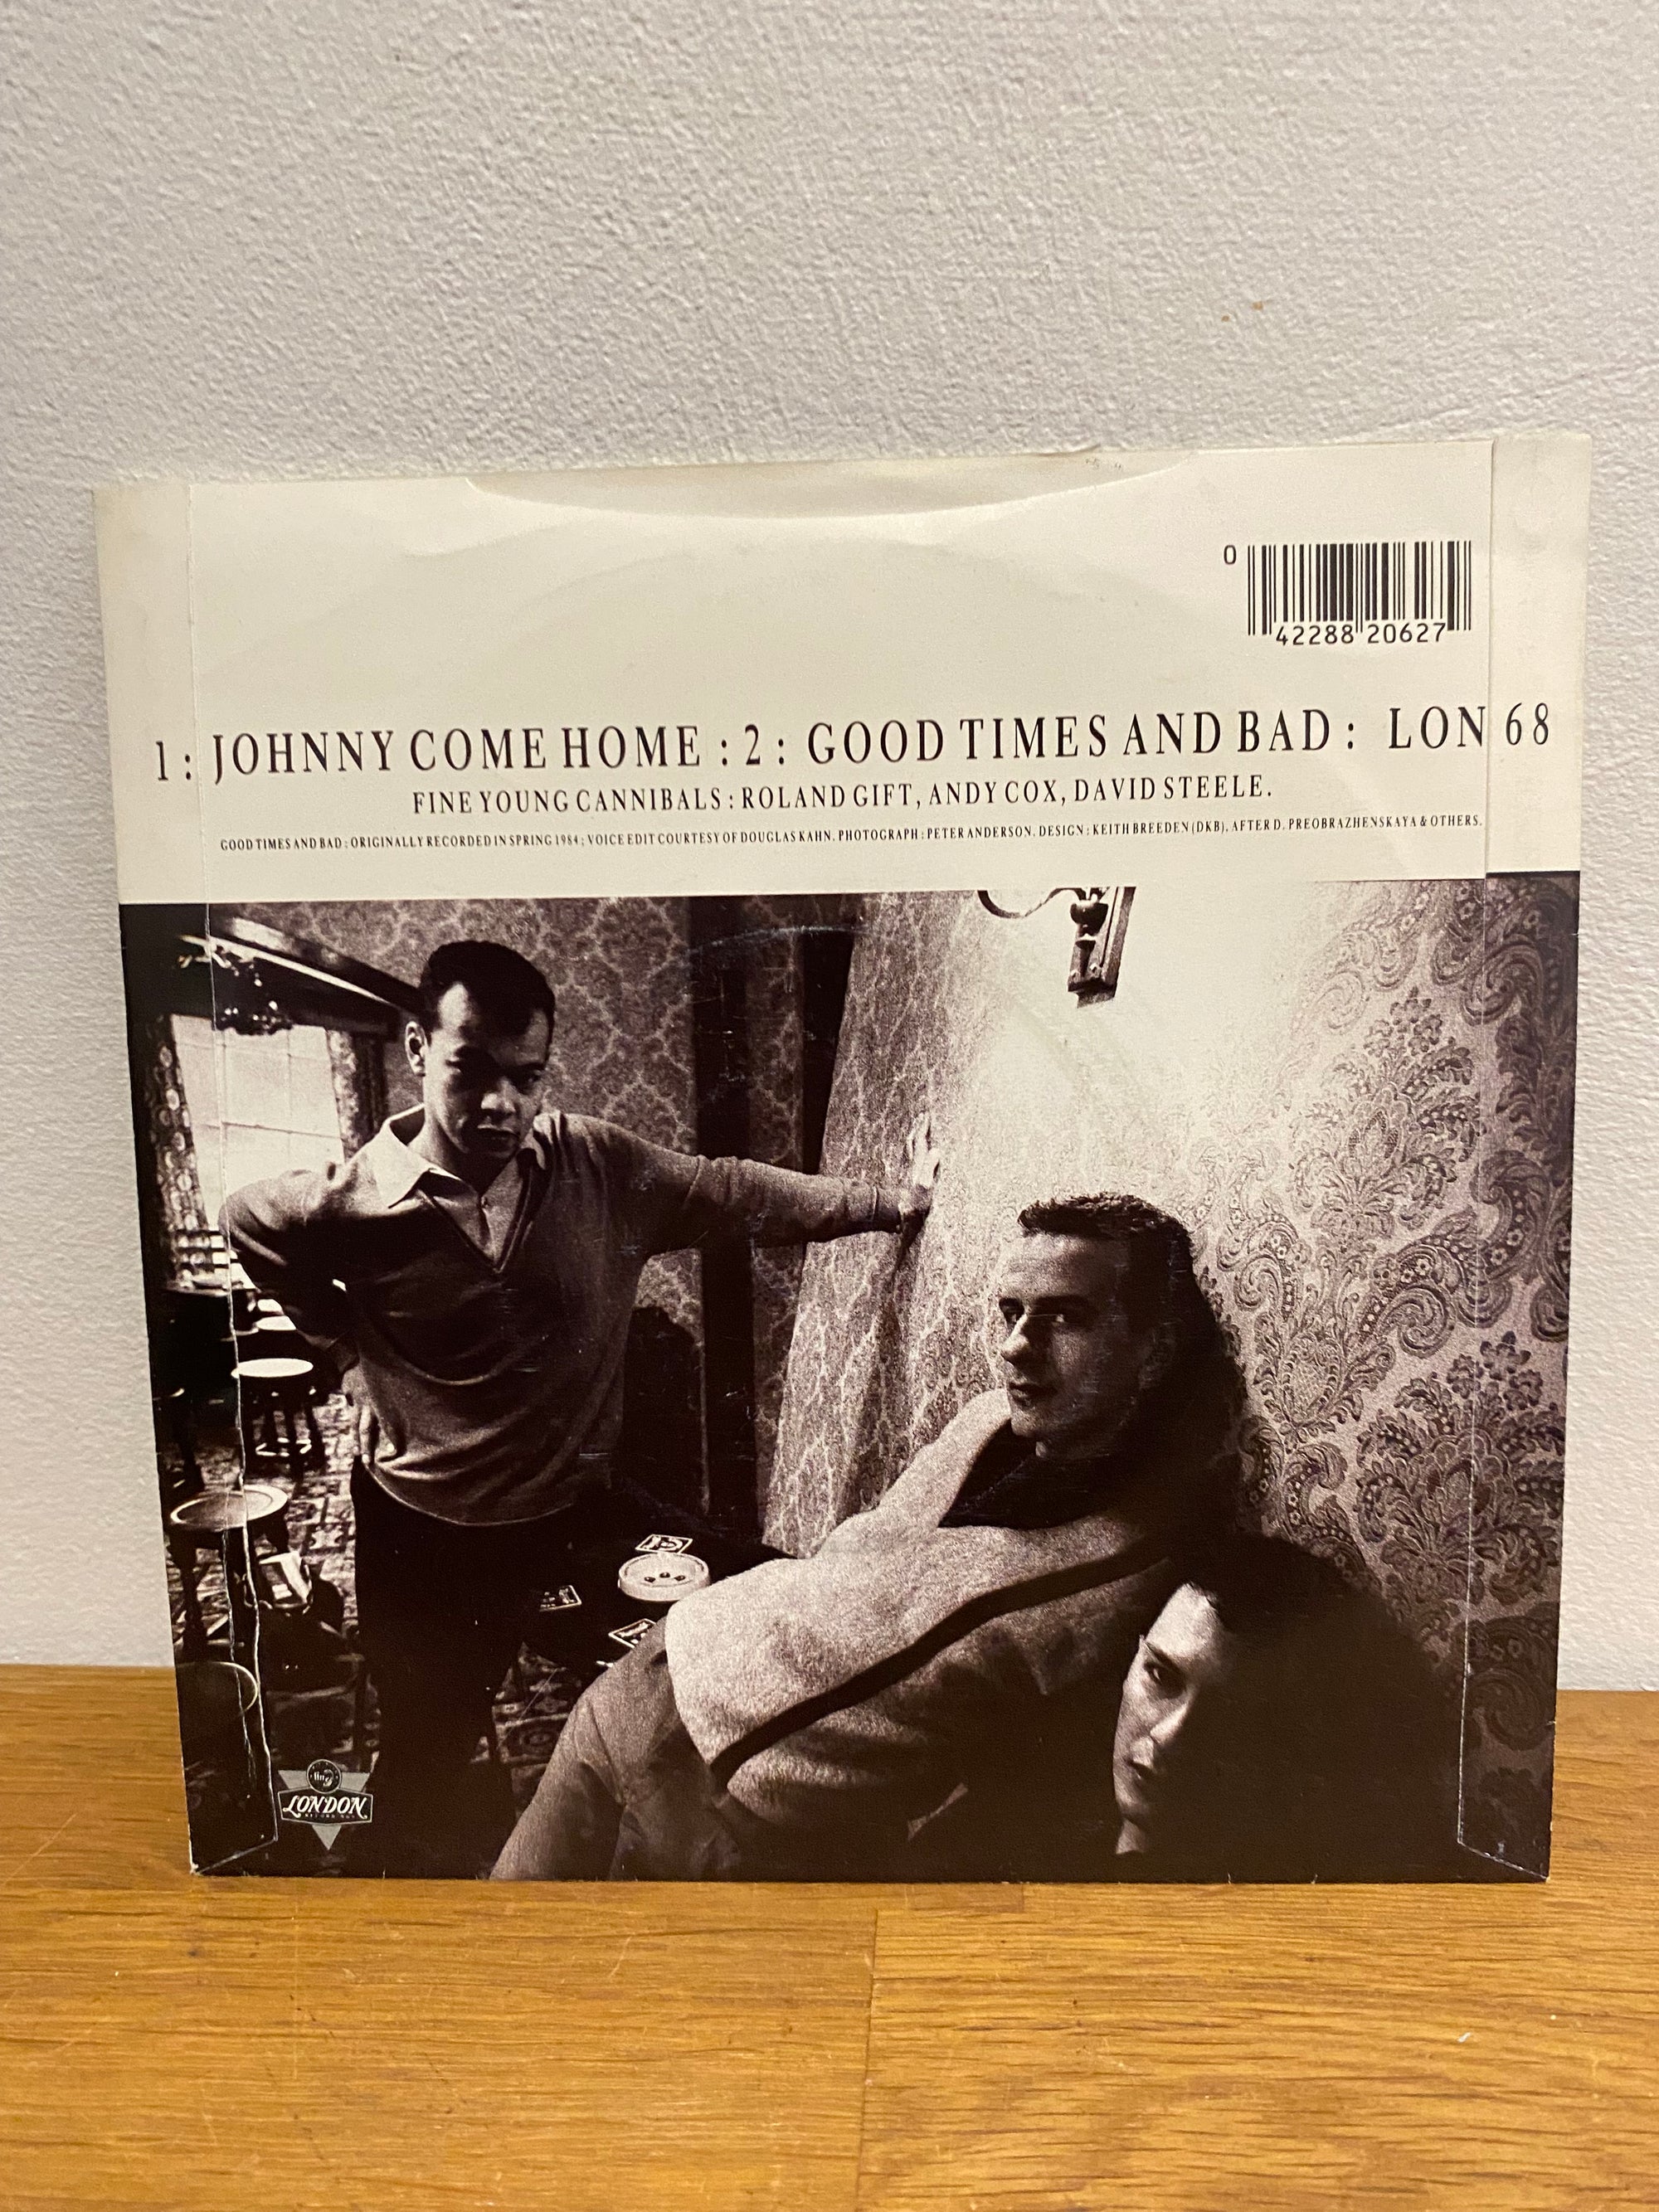 0
42288 20627
1 : JOHNNY COME HOME : 2 : GOOD TIMES AND BAD : LON 68
FINE YOUNG CANNIBALS : ROLAND GIFT, ANDY COX, DAVID STEELE.
GOOD TIMES AND BAD : ORIGINALLY RECORDED IN SPRING 1984 ; VOICE EDIT COURTESY OF DOUGLAS KAHN. PHOTOGRAPH : PETER ANDERSON. DESIGN : KEITH BREEDEN (DKB), AFTER D. PREOBRAZHENSKAYA & OTHERS.
LONDON